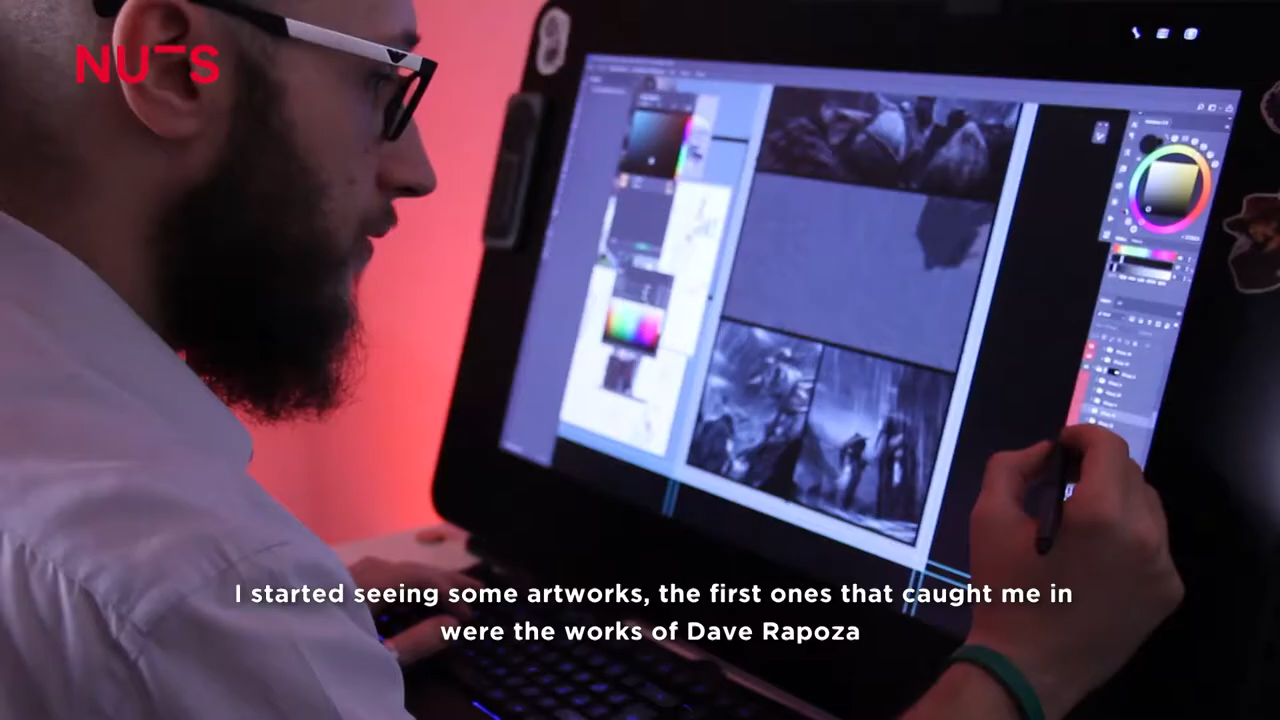 NUTS
I started seeing some artworks, the first ones that caught me in
were the works of Dave Rapoza